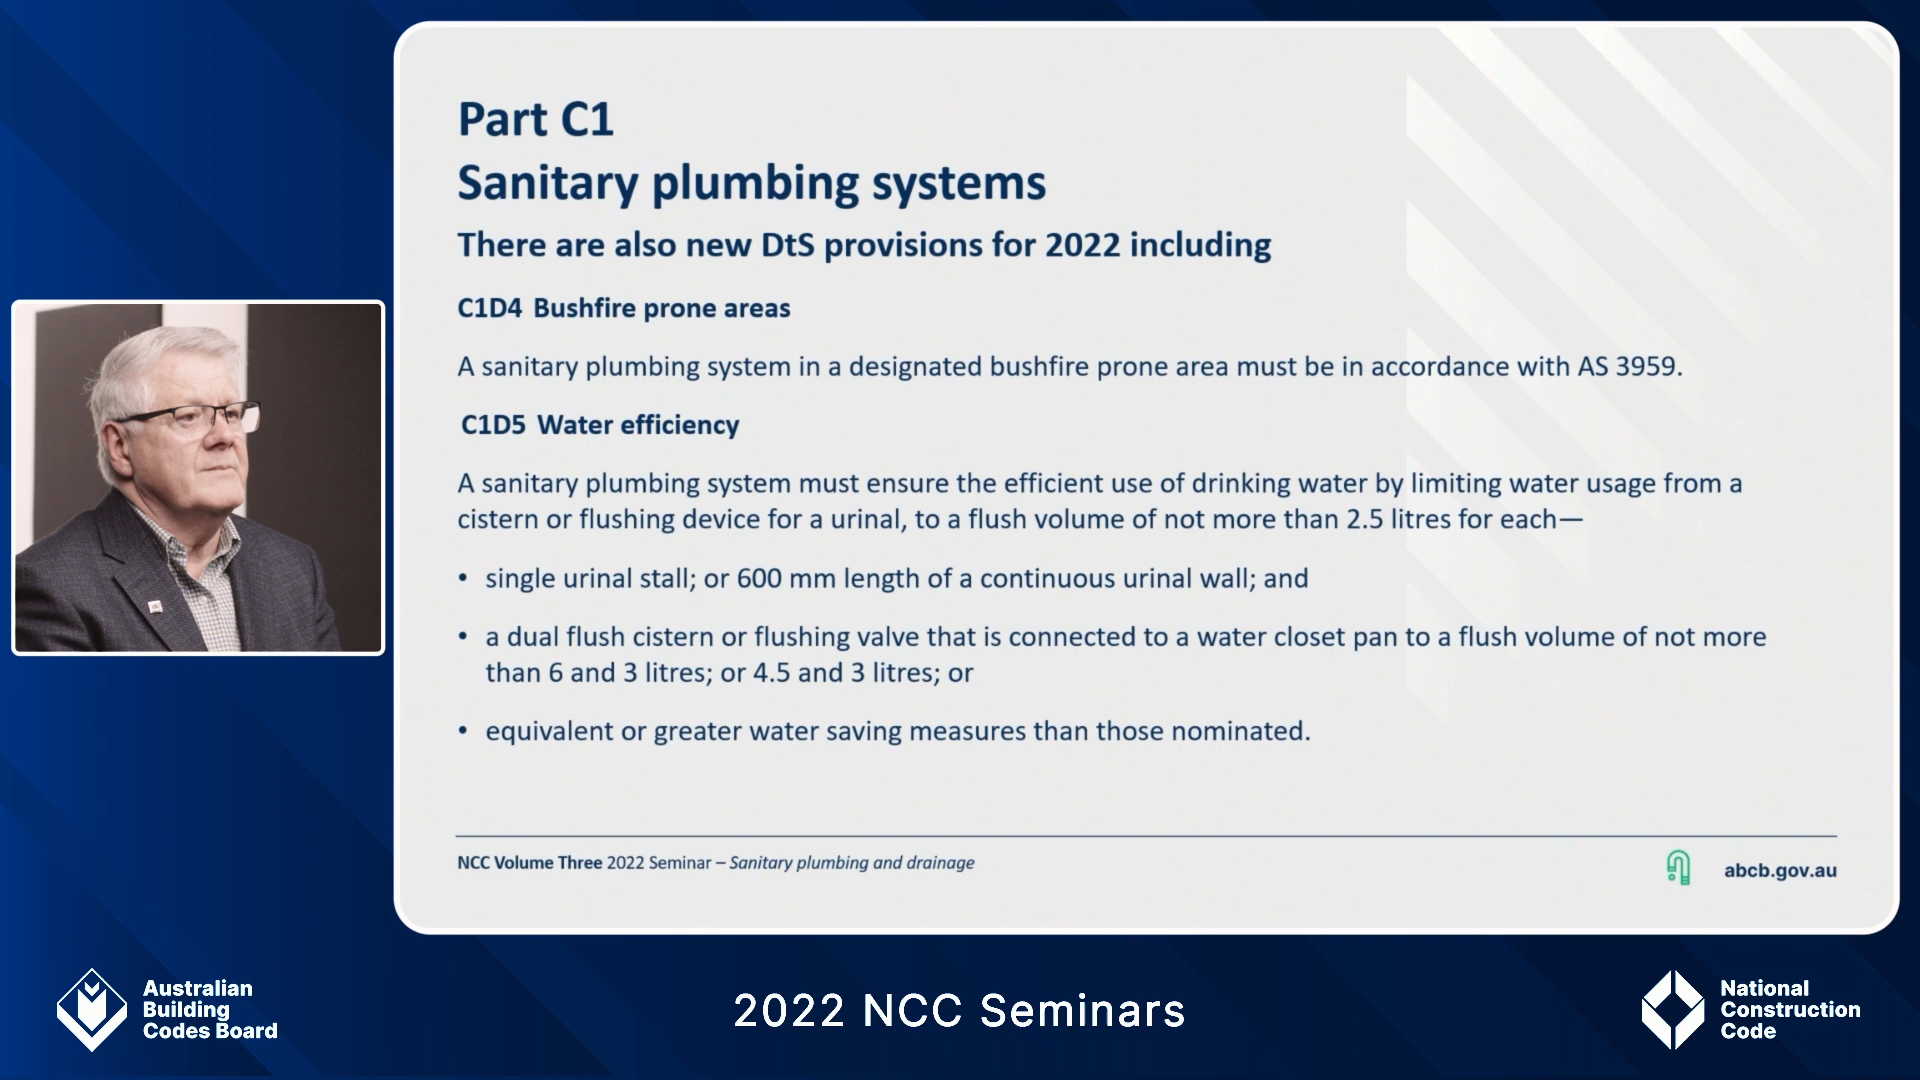 Part C1
Sanitary plumbing systems
There are also new DtS provisions for 2022 including
C1D4 Bushfire prone areas
A sanitary plumbing system in a designated bushfire prone area must be in accordance with AS 3959.
C1D5 Water efficiency
A sanitary plumbing system must ensure the efficient use of drinking water by limiting water usage from a
cistern or flushing device for a urinal, to a flush volume of not more than 2.5 litres for each—
• single urinal stall; or 600 mm length of a continuous urinal wall; and
• a dual flush cistern or flushing valve that is connected to a water closet pan to a flush volume of not more
than 6 and 3 litres; or 4.5 and 3 litres; or
• equivalent or greater water saving measures than those nominated.
NCC Volume Three 2022 Seminar – Sanitary plumbing and drainage
abcb.gov.au
Australian
Building
Codes Board
2022 NCC Seminars
National
Construction
Code